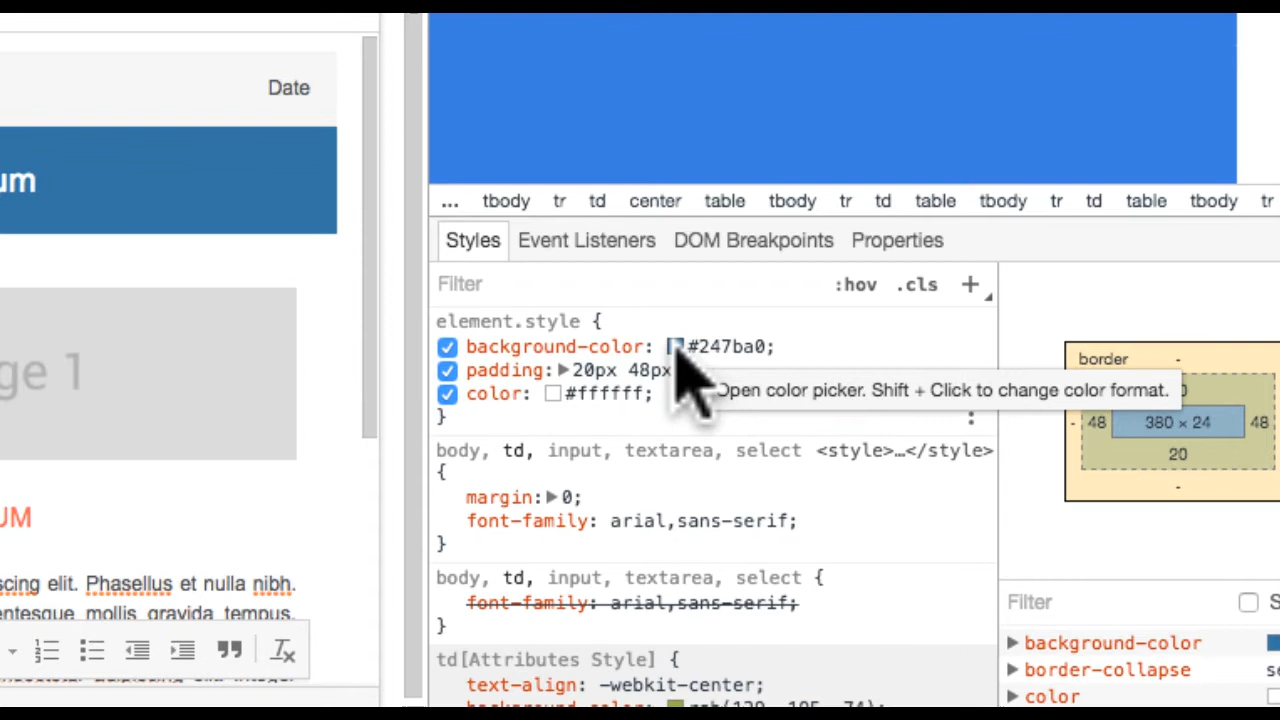 Date
um
ge 1
UM
scing elit. Phasellus et nulla nibh.
entesque mollis gravida tempus.
... tbody tr td center table tbody tr td table tbody tr td table tbody tr
Styles Event Listeners DOM Breakpoints Properties
Filter :hov .cls +
element.style {
background-color: #247ba0;
padding: 20px 48px
color: #ffffff;
}
Open color picker. Shift + Click to change color format.
body, td, input, textarea, select <style>…</style>
{
margin: 0;
font-family: arial,sans-serif;
}
body, td, input, textarea, select {
font-family: arial,sans-serif;
}
td[Attributes Style] {
text-align: -webkit-center;
border -
48 380 × 24 48
20
-
Filter
background-color
border-collapse se
color